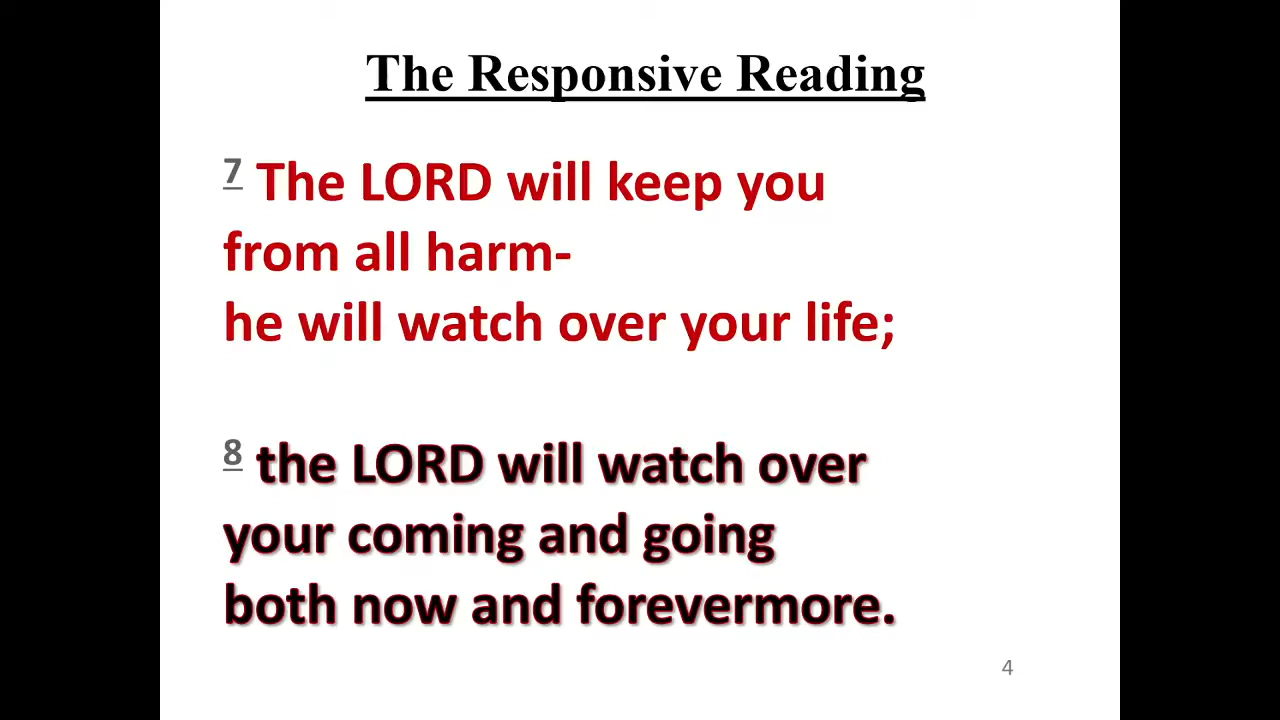 The Responsive Reading
7 The LORD will keep you
from all harm-
he will watch over your life;
8 the LORD will watch over
your coming and going
both now and forevermore.
4